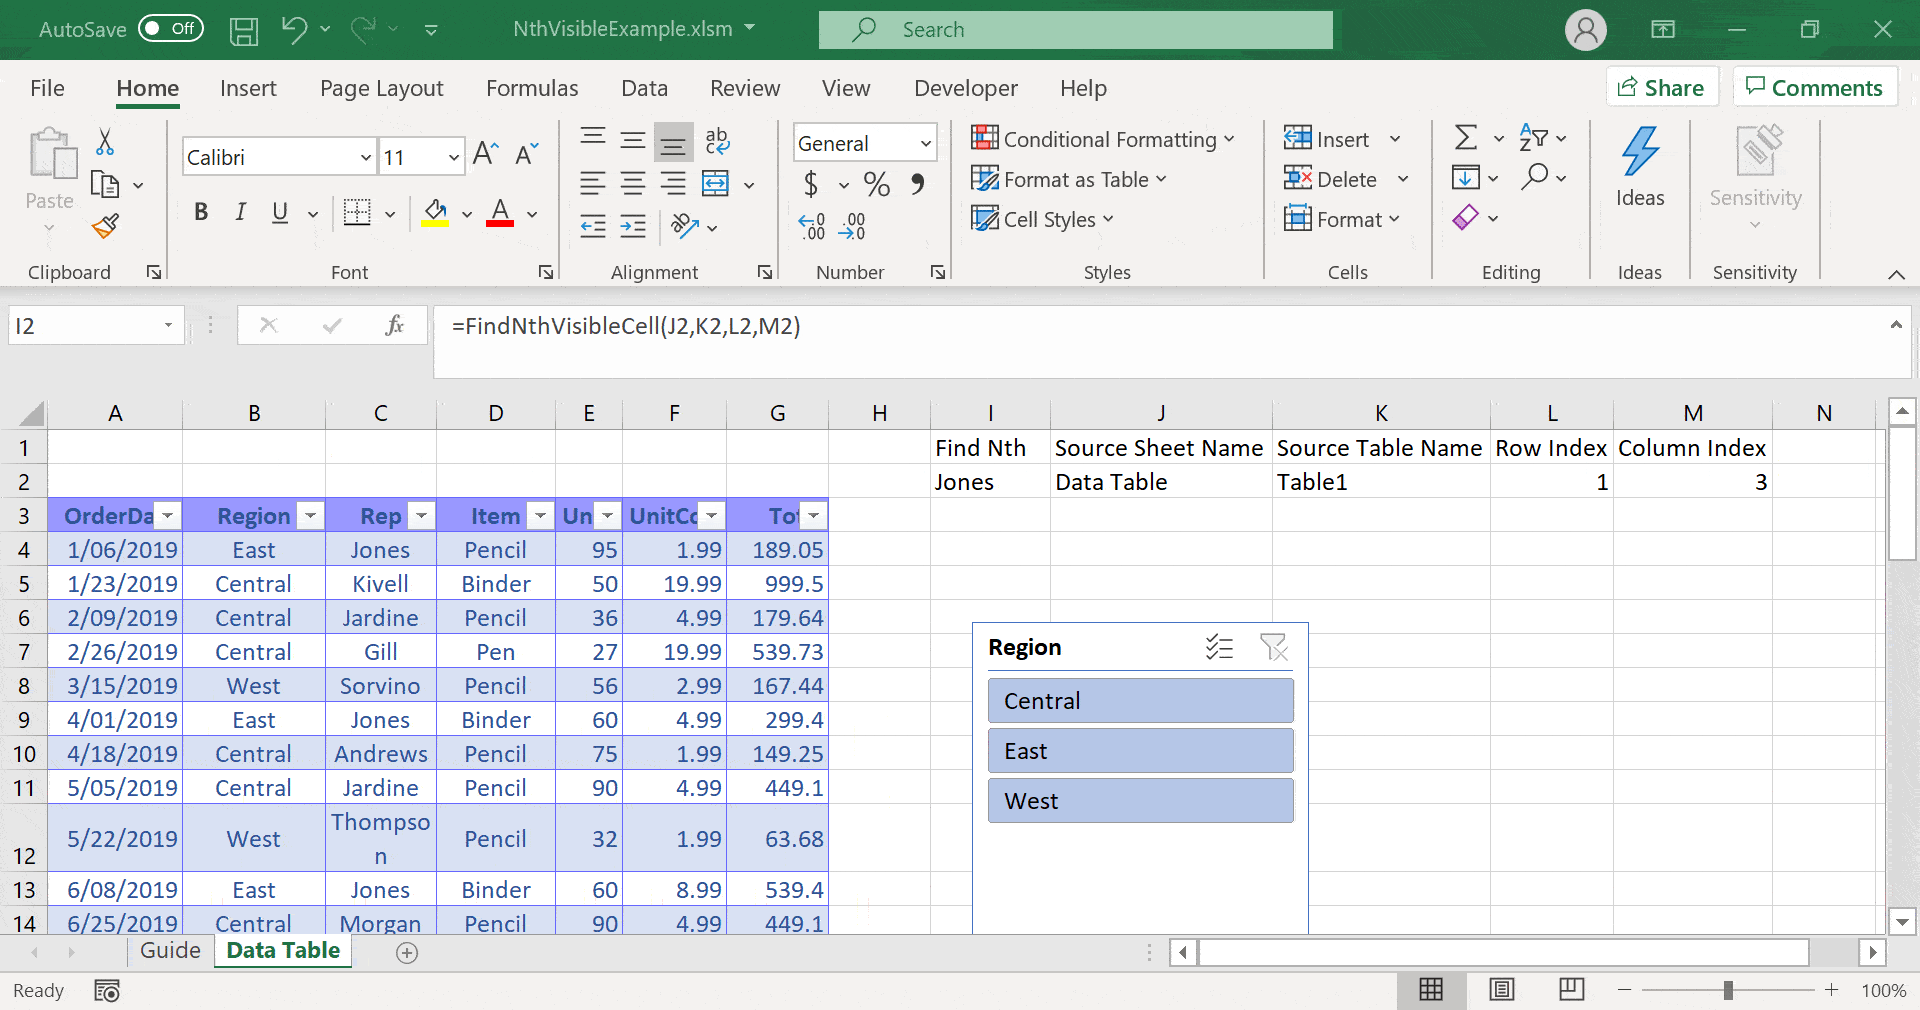 AutoSave Off NthVisibleExample.xlsm Search
File Home Insert Page Layout Formulas Data Review View Developer Help Share Comments
Paste Calibri 11 ab c General Conditional Formatting Insert Σ A Z Ideas Sensitivity
$ % , Format as Table Delete
B I U A ab ←0 .00 .00 →0 Cell Styles Format
Clipboard Font Alignment Number Styles Cells Editing Ideas Sensitivity
I2 fx =FindNthVisibleCell(J2,K2,L2,M2)
A B C D E F G H I J K L M N
1 Find Nth Source Sheet Name Source Table Name Row Index Column Index
2 Jones Data Table Table1 1 3
3 OrderDa Region Rep Item Un UnitCo Tot
4 1/06/2019 East Jones Pencil 95 1.99 189.05
5 1/23/2019 Central Kivell Binder 50 19.99 999.5
6 2/09/2019 Central Jardine Pencil 36 4.99 179.64
7 2/26/2019 Central Gill Pen 27 19.99 539.73
8 3/15/2019 West Sorvino Pencil 56 2.99 167.44
9 4/01/2019 East Jones Binder 60 4.99 299.4
10 4/18/2019 Central Andrews Pencil 75 1.99 149.25
11 5/05/2019 Central Jardine Pencil 90 4.99 449.1
12 5/22/2019 West Thompso
n Pencil 32 1.99 63.68
13 6/08/2019 East Jones Binder 60 8.99 539.4
14 6/25/2019 Central Morgan Pencil 90 4.99 449.1
Region
Central
East
West
Guide Data Table
Ready 100%